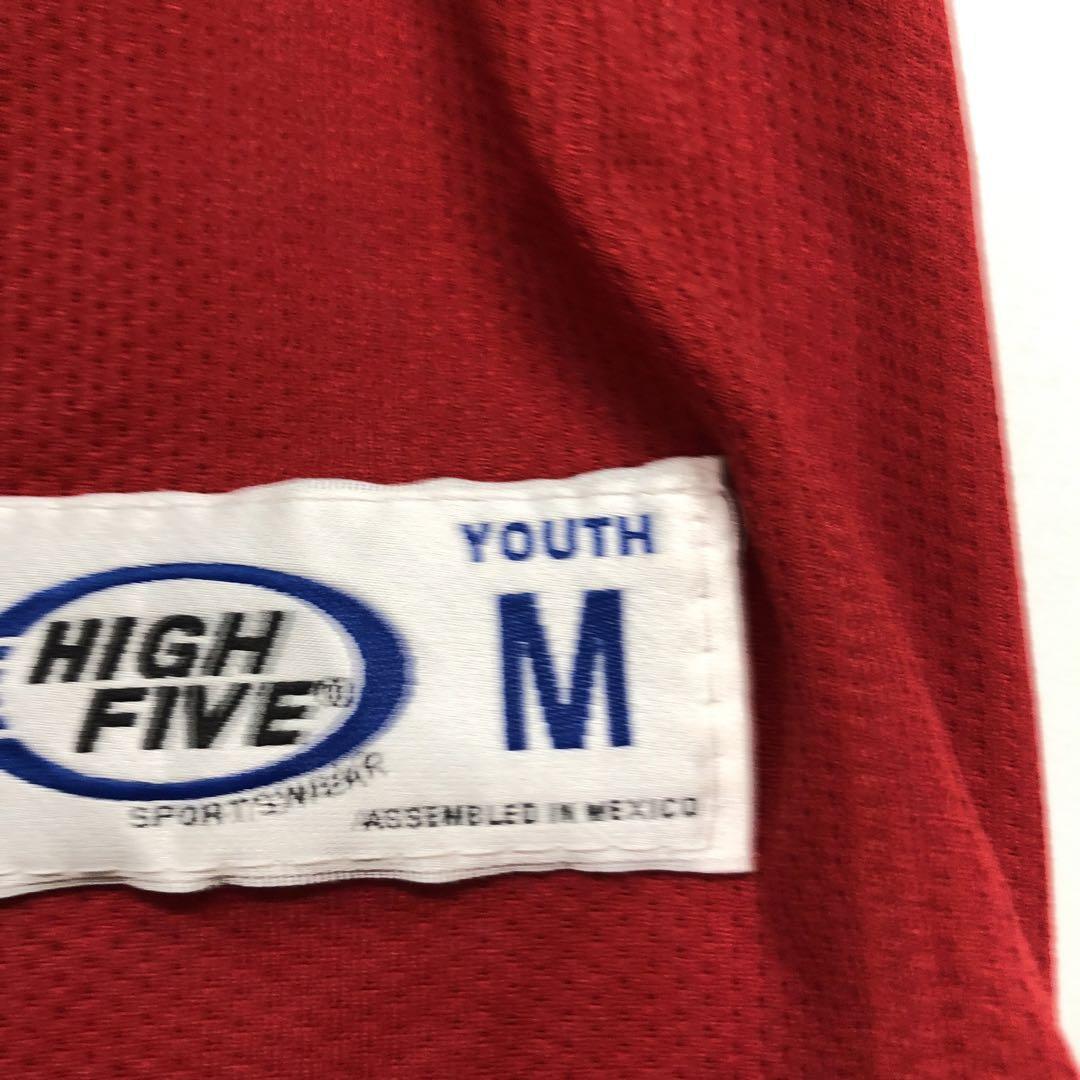 YOUTH
HIGH
FIVE
M
SPORTSWEAR
ASSEMBLED IN MEXICO